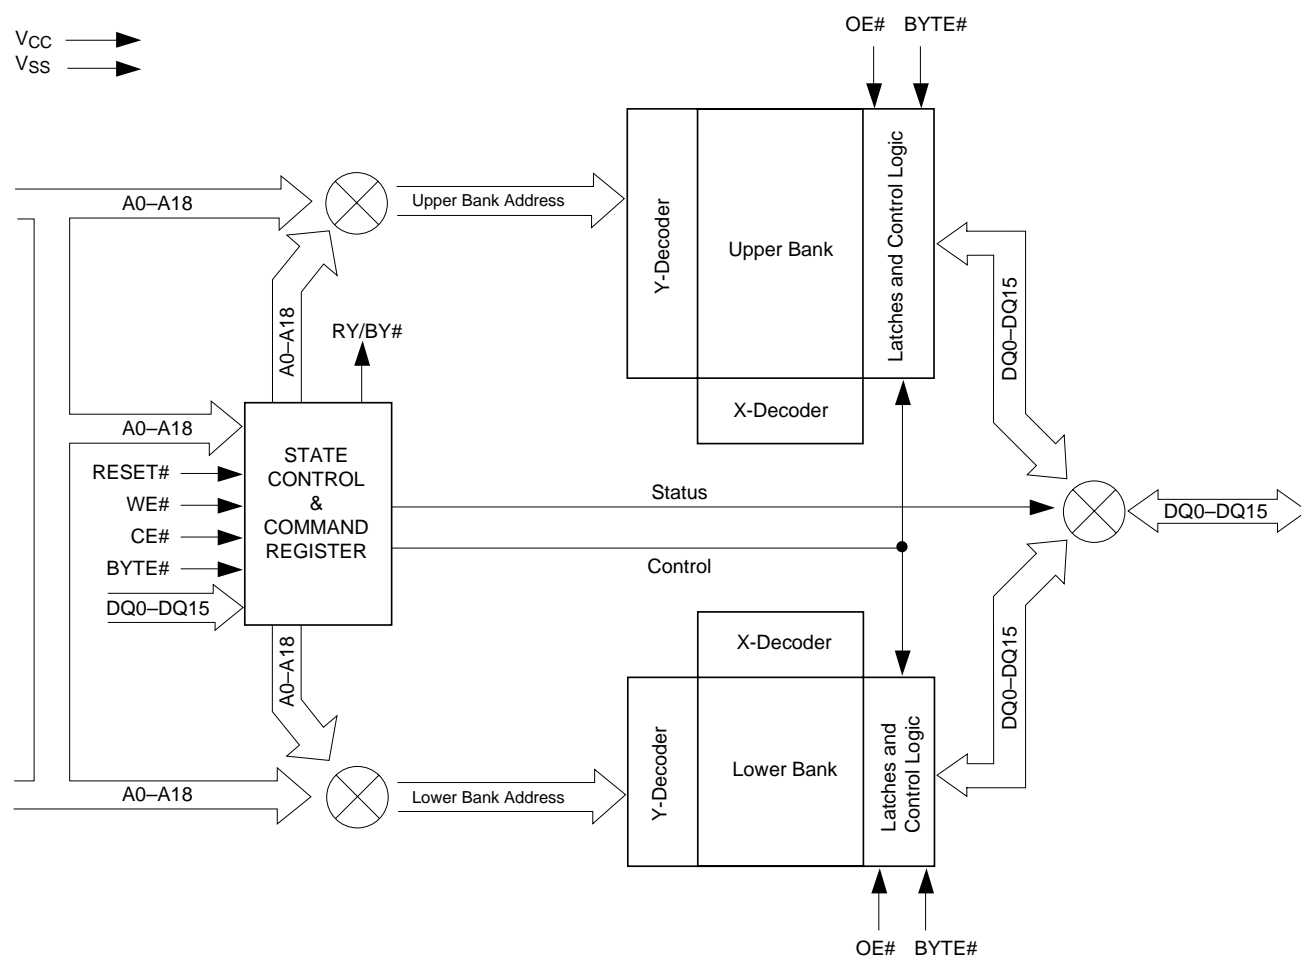 OE# BYTE#
VCC
VSS
A0–A18
Upper Bank Address
Y-Decoder
Upper Bank
Latches and Control Logic
A0–A18
RY/BY#
DQ0–DQ15
X-Decoder
A0–A18
STATE
CONTROL
&
COMMAND
REGISTER
RESET#
WE#
CE#
BYTE#
DQ0–DQ15
Status
Control
DQ0–DQ15
A0–A18
X-Decoder
DQ0–DQ15
Y-Decoder
Lower Bank
Latches and
Control Logic
A0–A18
Lower Bank Address
OE# BYTE#